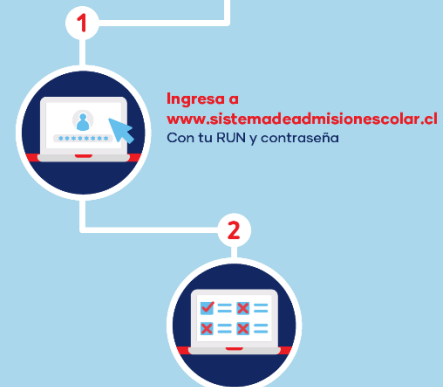 1
Ingresa a
www.sistemadeadmisionescolar.cl
Con tu RUN y contraseña
2